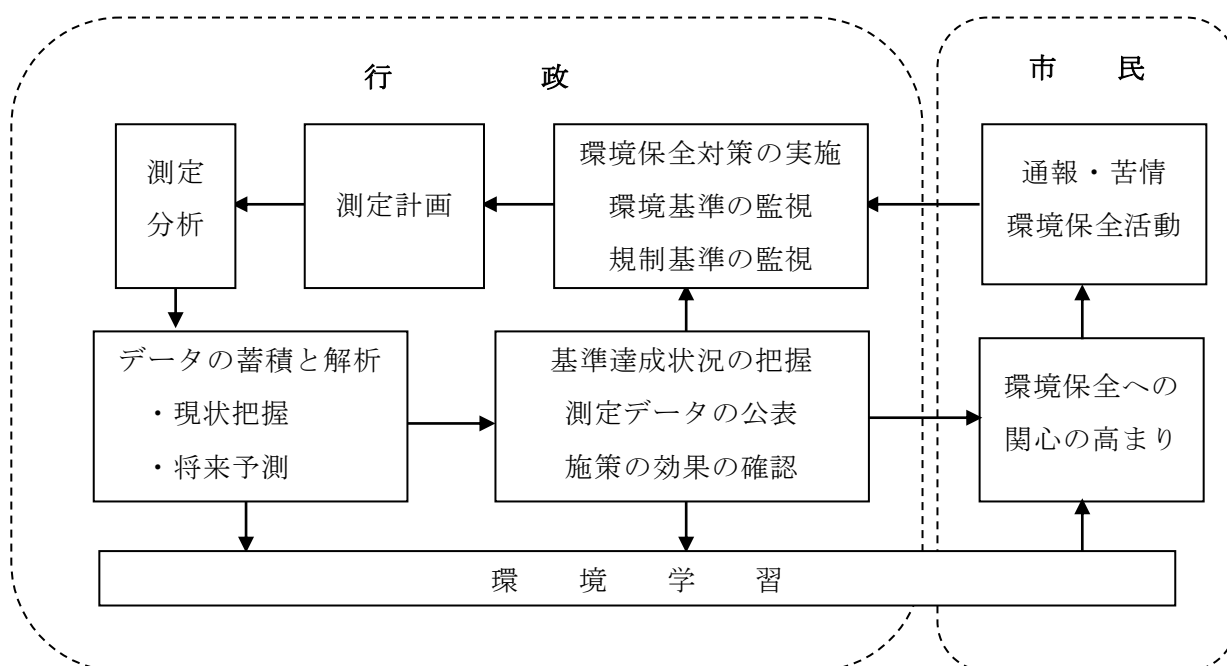 行　政
市　民
測定
分析
測定計画
環境保全対策の実施
環境基準の監視
規制基準の監視
通報・苦情
環境保全活動
データの蓄積と解析
・現状把握
・将来予測
基準達成状況の把握
測定データの公表
施策の効果の確認
環境保全への
関心の高まり
環　境　学　習